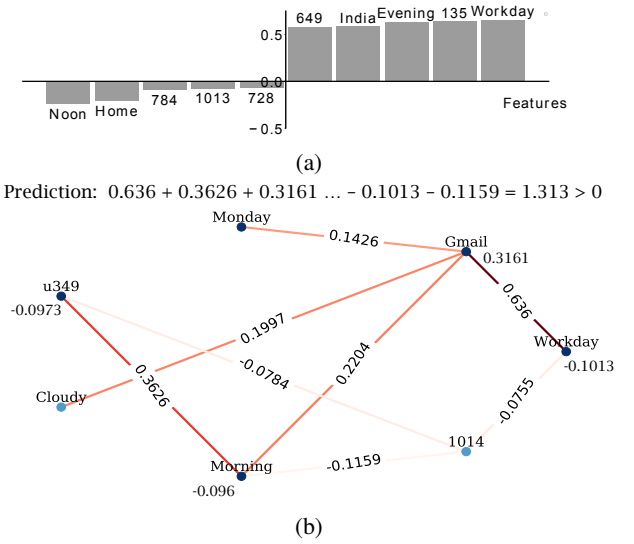 649 India Evening 135 Workday
0.5
0.0
Noon Home 784 1013 728
Features
−0.5
(a)
Prediction: 0.636 + 0.3626 + 0.3161 ... − 0.1013 − 0.1159 = 1.313 > 0
Monday
0.1426
Gmail
0.3161
u349
-0.0973
0.1997
0.636
Workday
-0.1013
-0.0784
0.2204
0.3626
Cloudy
-0.0755
1014
Morning
-0.1159
-0.096
(b)